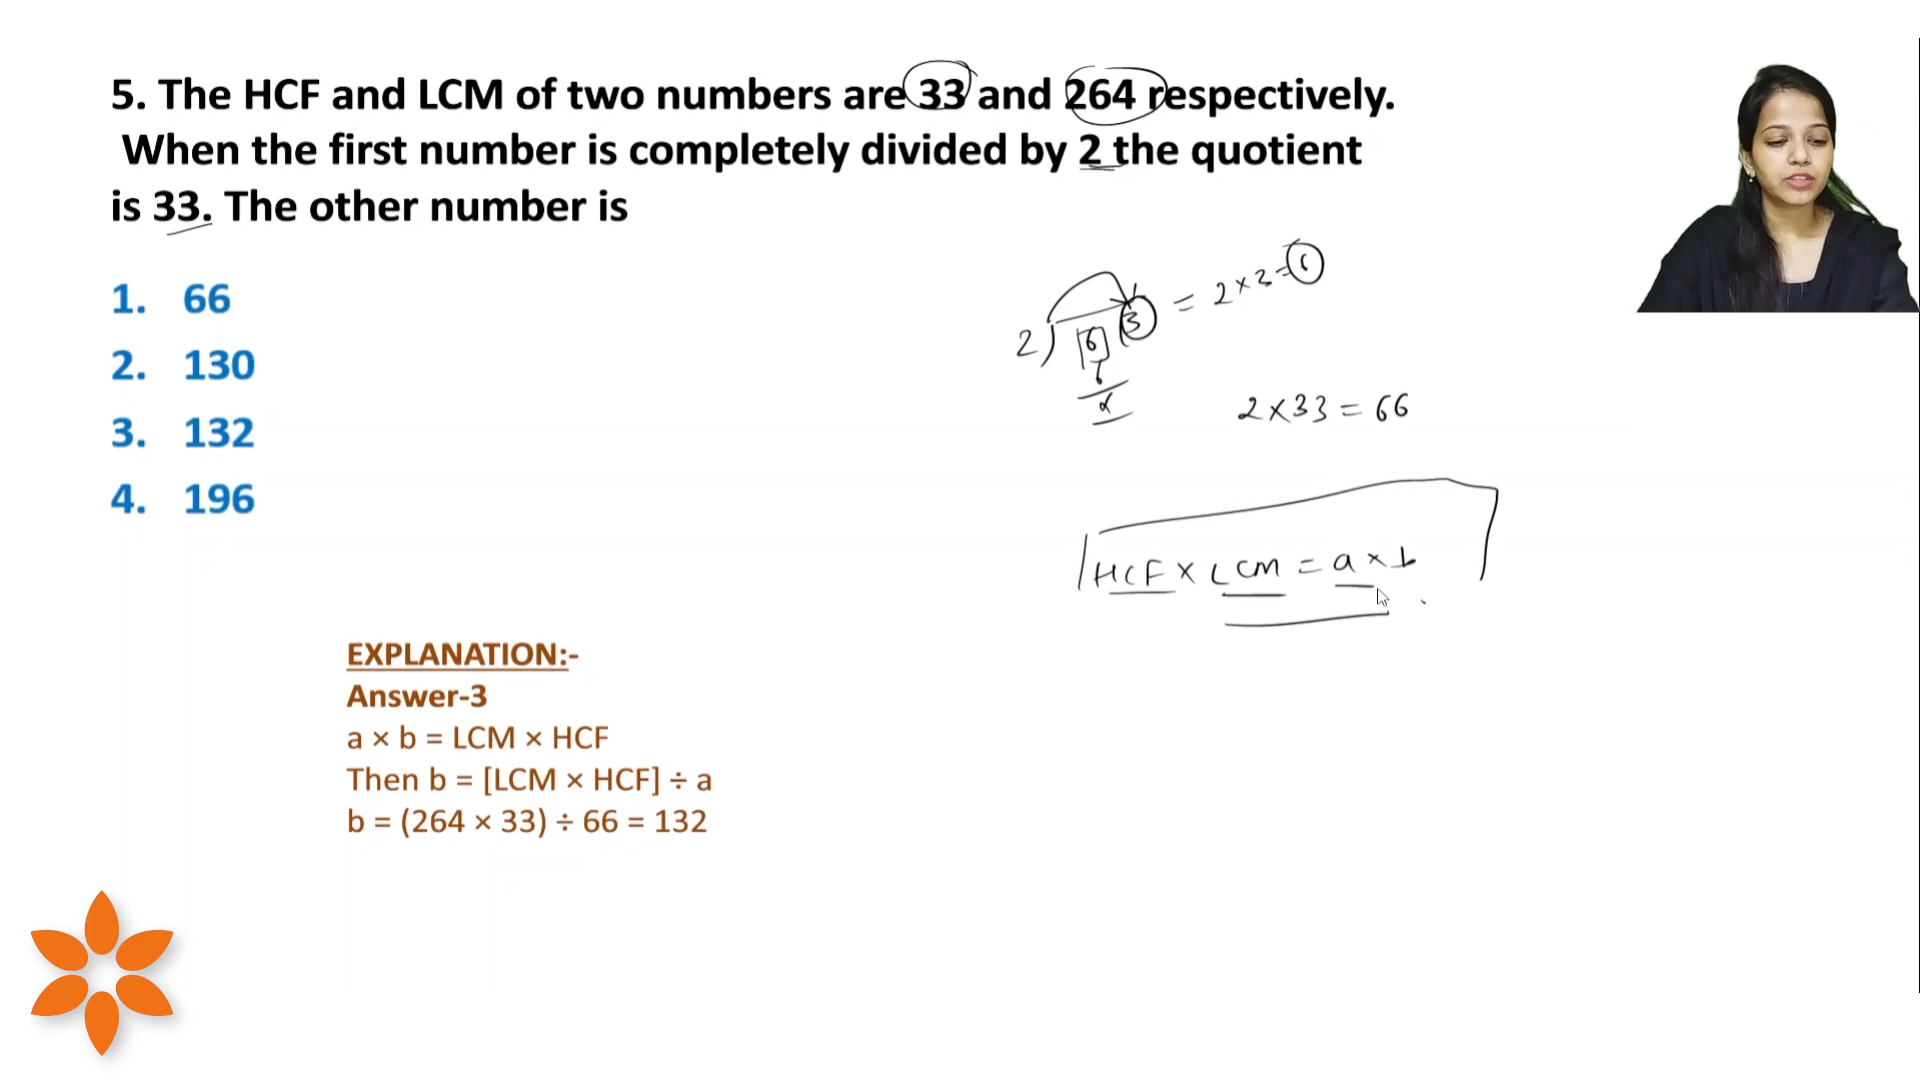 5. The HCF and LCM of two numbers are 33 and 264 respectively.
When the first number is completely divided by 2 the quotient
is 33. The other number is
1. 66
2. 130
3. 132
4. 196
2) 6 (3 = 2×3=6
6
2×33=66
HCF × LCM = a × b
EXPLANATION:-
Answer-3
a × b = LCM × HCF
Then b = [LCM × HCF] ÷ a
b = (264 × 33) ÷ 66 = 132